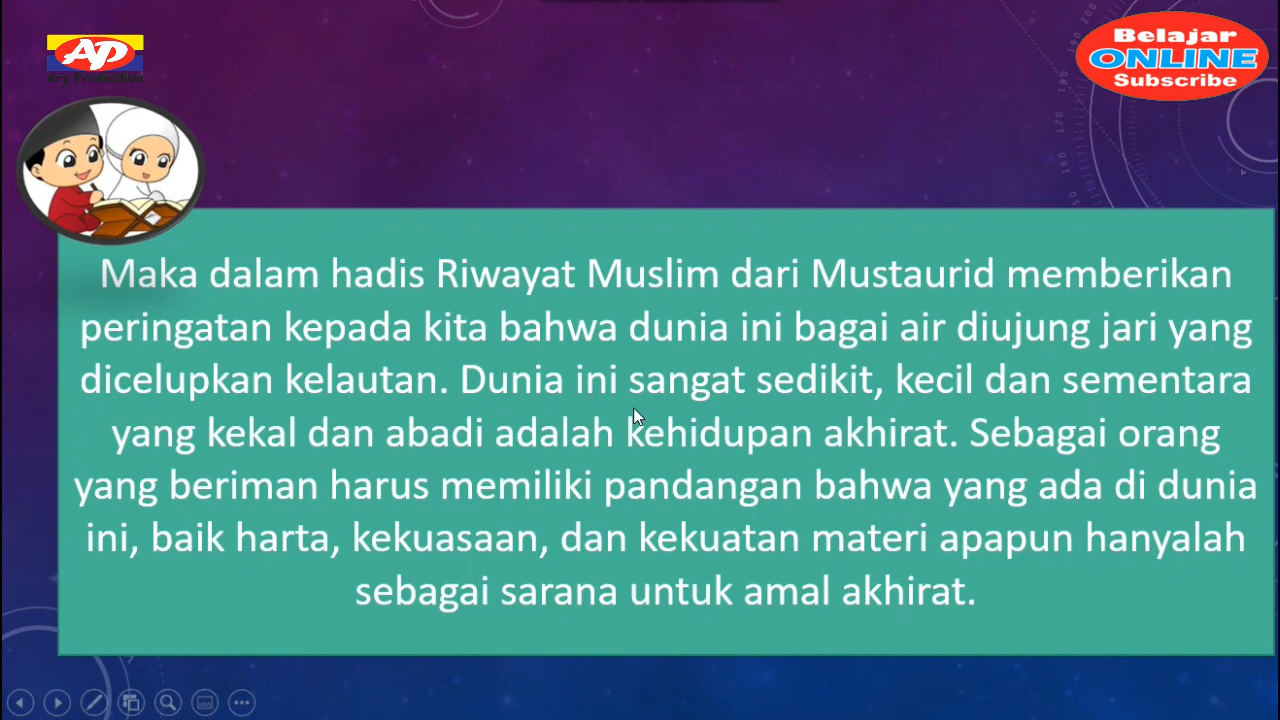 AP
Ary Production
Belajar
ONLINE
Subscribe
Maka dalam hadis Riwayat Muslim dari Mustaurid memberikan
peringatan kepada kita bahwa dunia ini bagai air diujung jari yang
dicelupkan kelautan. Dunia ini sangat sedikit, kecil dan sementara
yang kekal dan abadi adalah kehidupan akhirat. Sebagai orang
yang beriman harus memiliki pandangan bahwa yang ada di dunia
ini, baik harta, kekuasaan, dan kekuatan materi apapun hanyalah
sebagai sarana untuk amal akhirat.